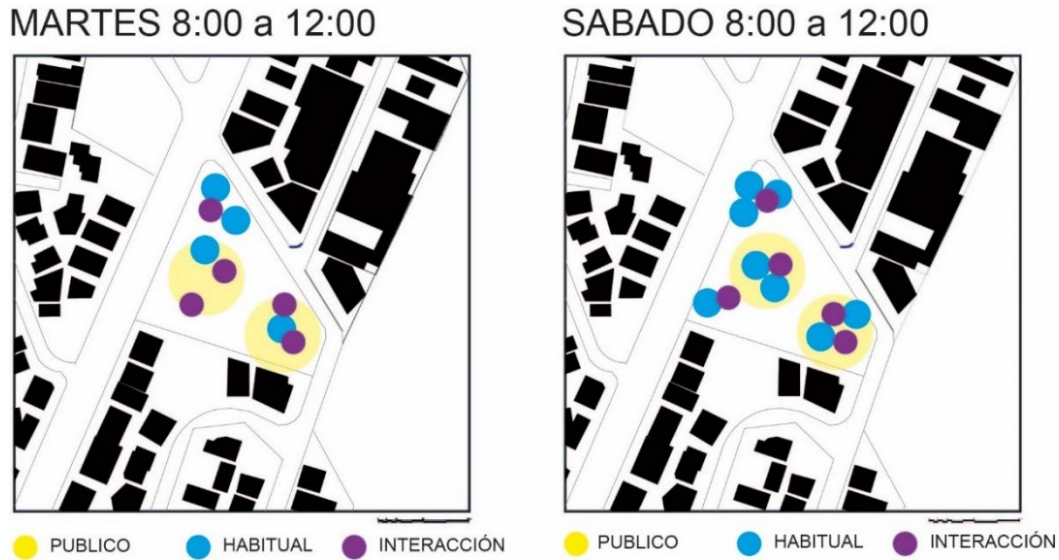 MARTES 8:00 a 12:00
SABADO 8:00 a 12:00
PUBLICO HABITUAL INTERACCIÓN
PUBLICO HABITUAL INTERACCIÓN